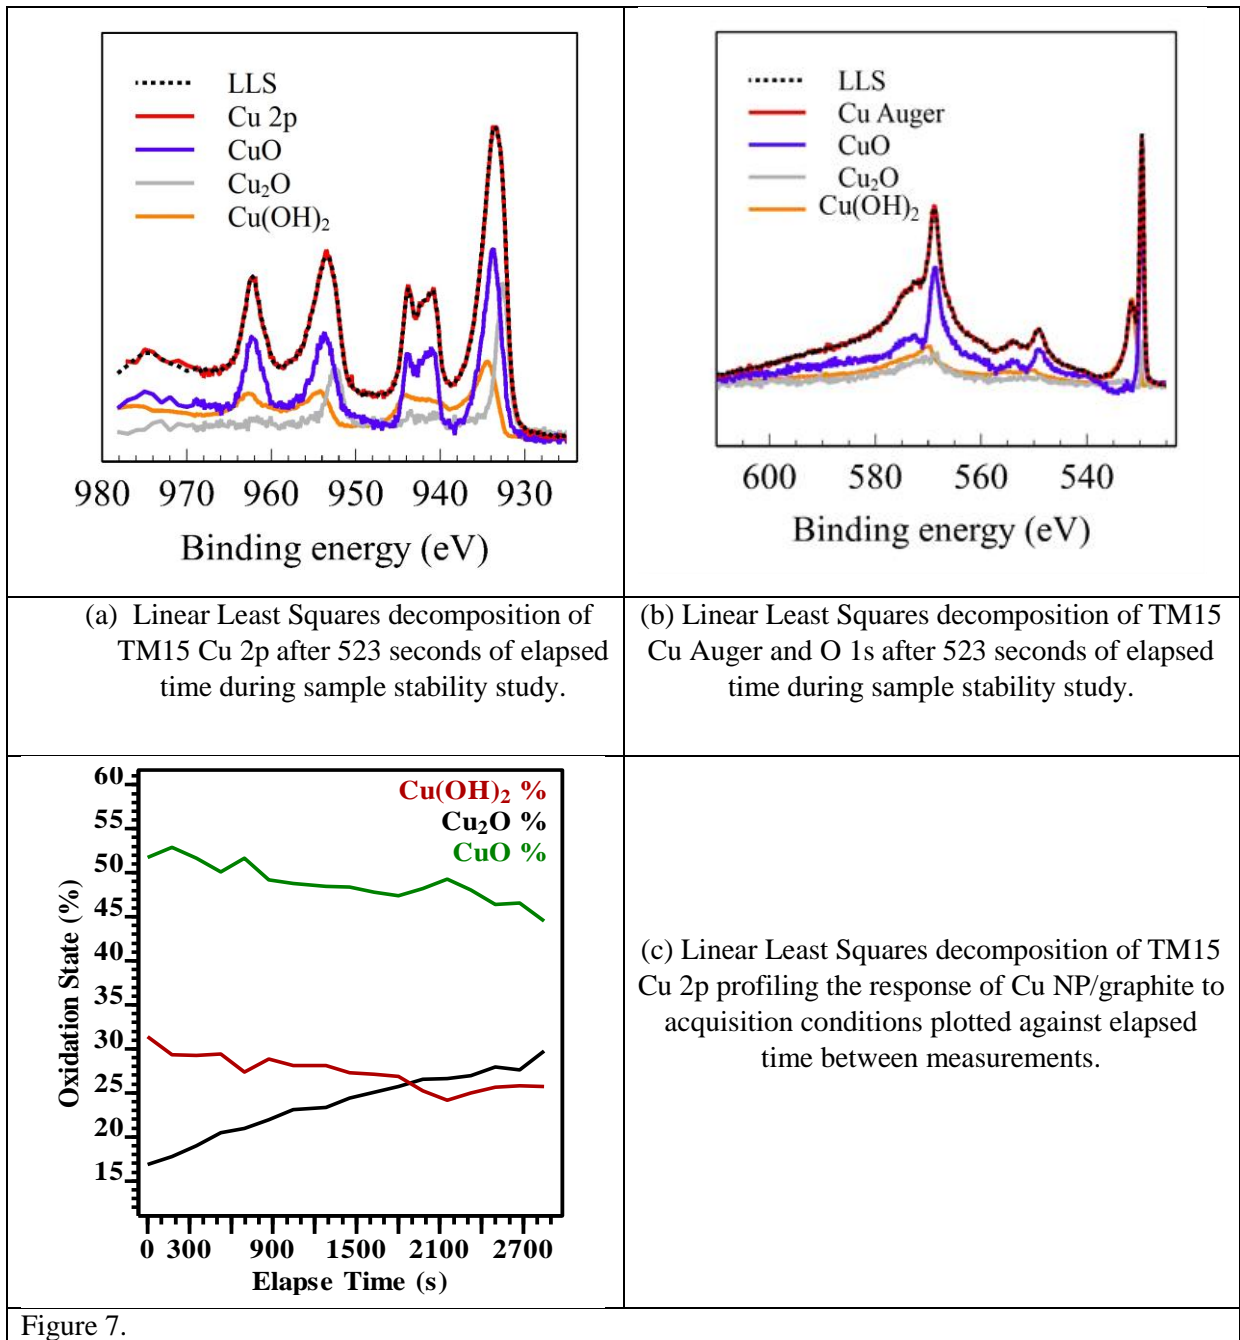 LLS
Cu 2p
CuO
Cu₂O
Cu(OH)₂
980 970 960 950 940 930
Binding energy (eV)
LLS
Cu Auger
CuO
Cu₂O
Cu(OH)₂
600 580 560 540
Binding energy (eV)
(a) Linear Least Squares decomposition of
TM15 Cu 2p after 523 seconds of elapsed
time during sample stability study.
(b) Linear Least Squares decomposition of TM15
Cu Auger and O 1s after 523 seconds of elapsed
time during sample stability study.
60
55
50
45
40
35
30
25
20
15
Oxidation State (%)
Cu(OH)₂ %
Cu₂O %
CuO %
0 300 900 1500 2100 2700
Elapse Time (s)
(c) Linear Least Squares decomposition of TM15
Cu 2p profiling the response of Cu NP/graphite to
acquisition conditions plotted against elapsed
time between measurements.
Figure 7.